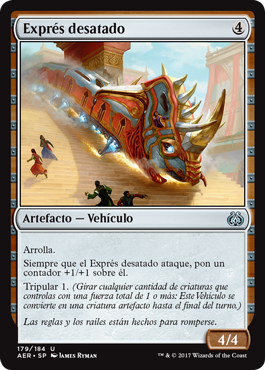 Exprés desatado 4
Artefacto — Vehículo
Arrolla.
Siempre que el Exprés desatado ataque, pon un
contador +1/+1 sobre él.
Tripular 1. (Girar cualquier cantidad de criaturas que
controlas con una fuerza total de 1 o más: Este Vehículo se
convierte en una criatura artefacto hasta el final del turno.)
Las reglas y los raíles están hechos para romperse.
4/4
179/184 U
AER • SP JAMES RYMAN
™ & © 2017 Wizards of the Coast